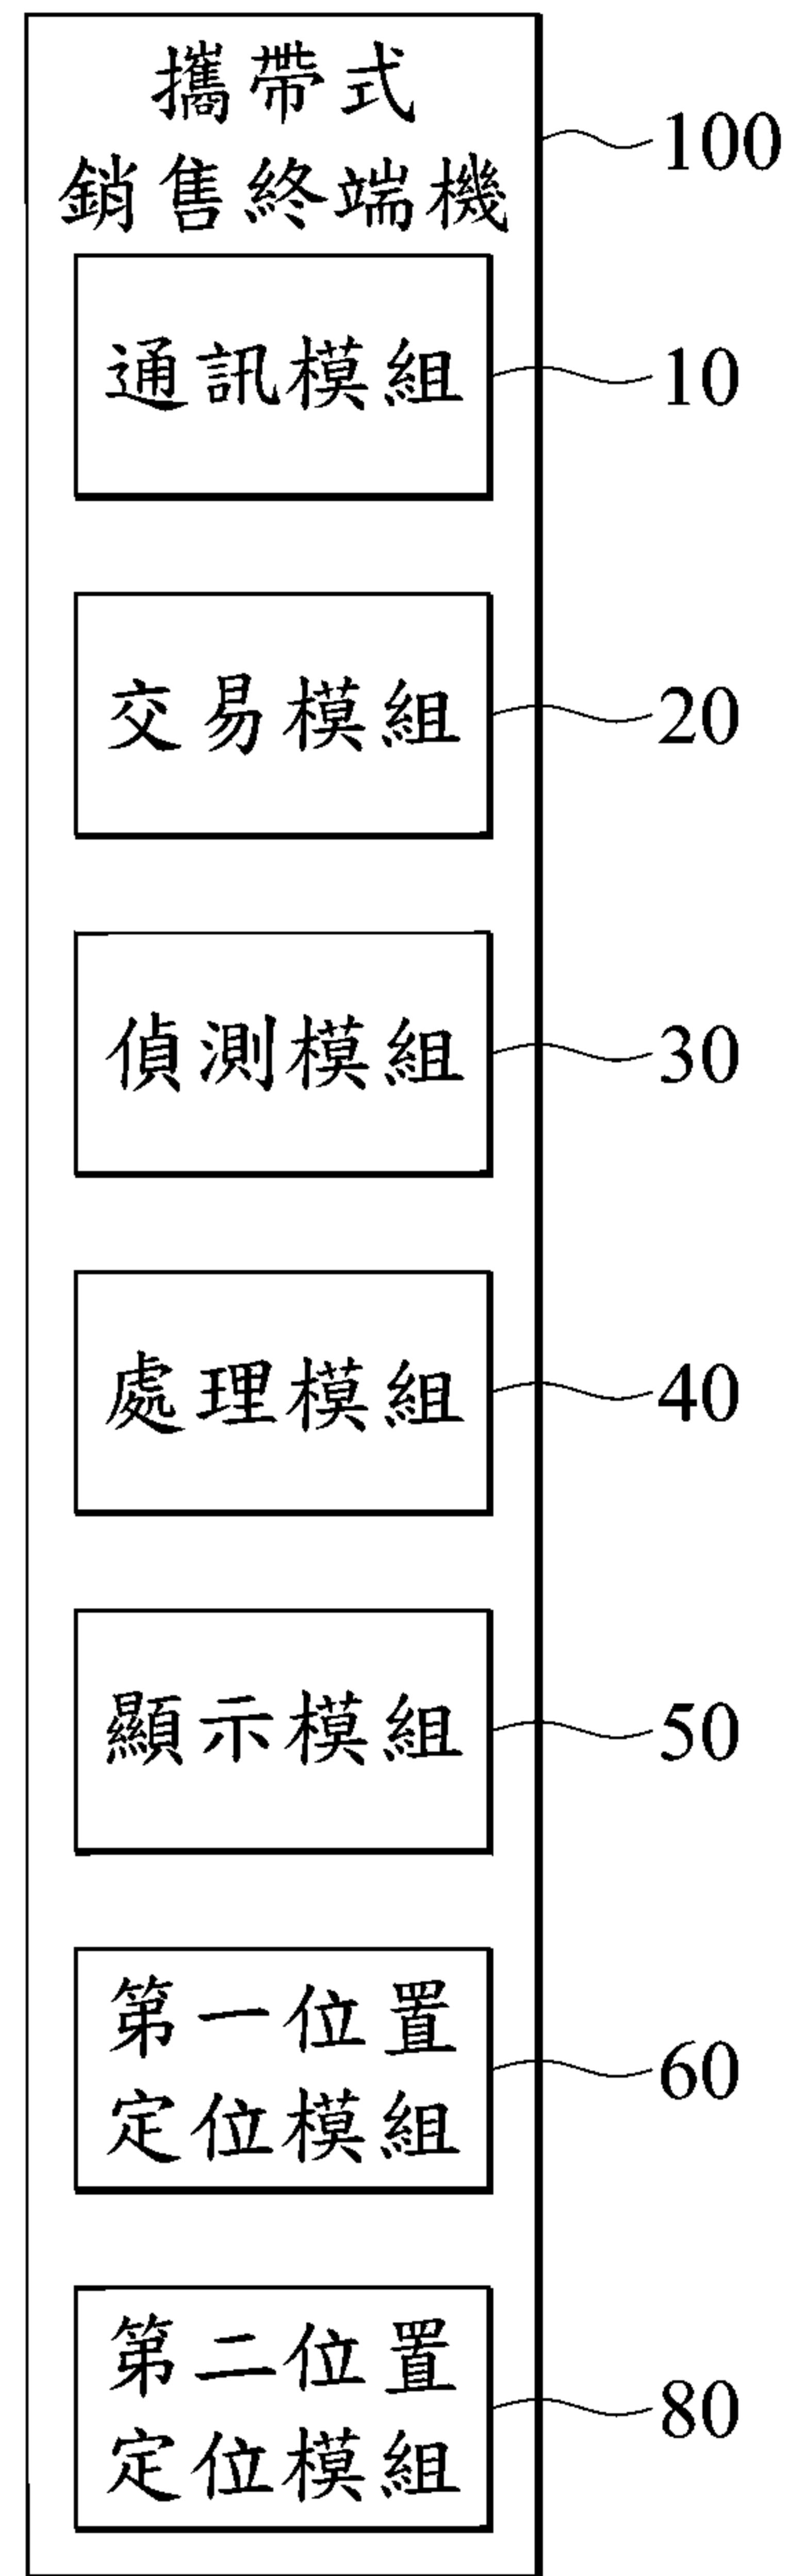 攜帶式
銷售終端機
100
通訊模組
10
交易模組
20
偵測模組
30
處理模組
40
顯示模組
50
第一位置
定位模組
60
第二位置
定位模組
80